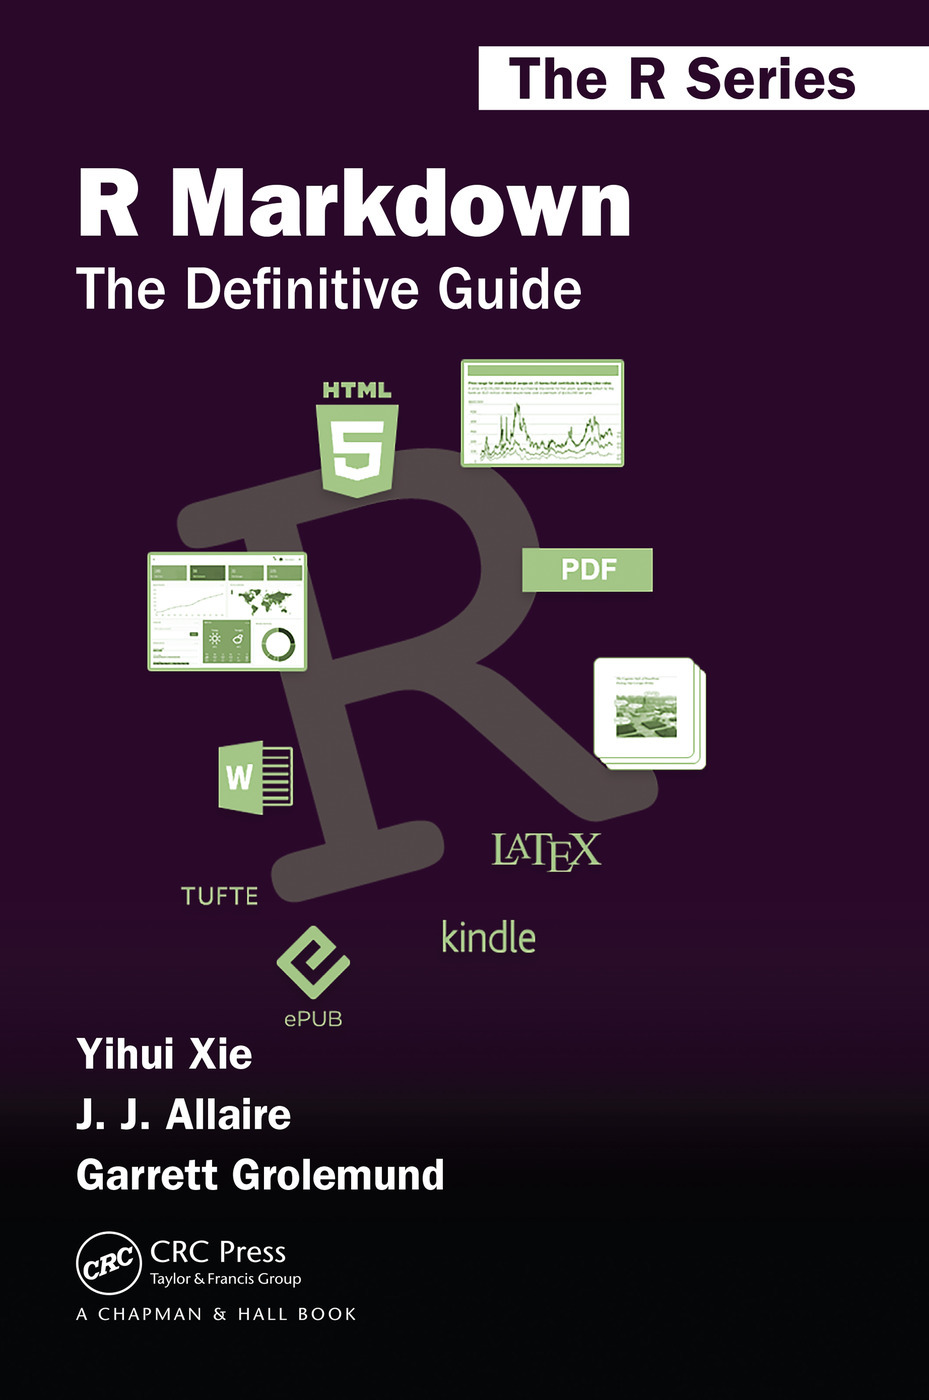 The R Series
R Markdown
The Definitive Guide
HTML
5
PDF
W
LATEX
TUFTE
kindle
e
ePUB
Yihui Xie
J. J. Allaire
Garrett Grolemund
CRC CRC Press
Taylor & Francis Group
A CHAPMAN & HALL BOOK